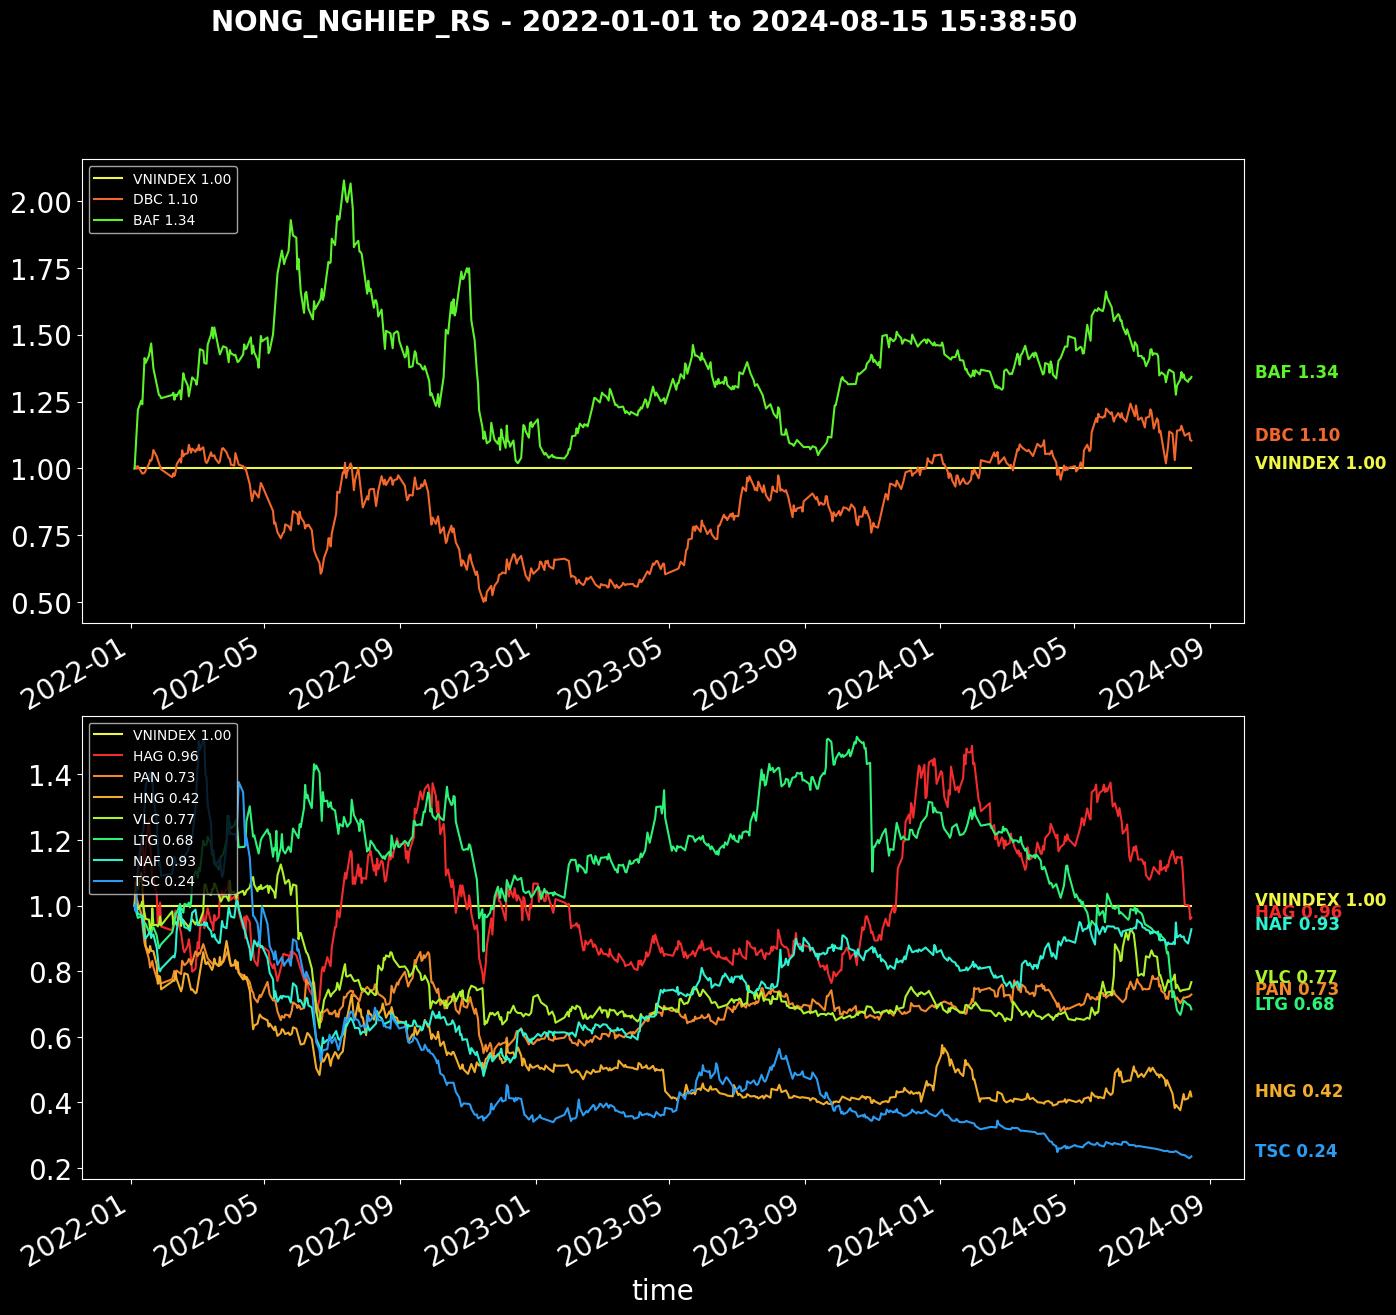 NONG_NGHIEP_RS - 2022-01-01 to 2024-08-15 15:38:50
VNINDEX 1.00
DBC 1.10
BAF 1.34
2.00
1.75
1.50
1.25
1.00
0.75
0.50
BAF 1.34
DBC 1.10
VNINDEX 1.00
2022-01
2022-05
2022-09
2023-01
2023-05
2023-09
2024-01
2024-05
2024-09
VNINDEX 1.00
HAG 0.96
PAN 0.73
HNG 0.42
VLC 0.77
LTG 0.68
NAF 0.93
TSC 0.24
1.4
1.2
1.0
0.8
0.6
0.4
0.2
VNINDEX 1.00
HAG 0.96
NAF 0.93
VLC 0.77
PAN 0.73
LTG 0.68
HNG 0.42
TSC 0.24
2022-01
2022-05
2022-09
2023-01
2023-05
2023-09
2024-01
2024-05
2024-09
time